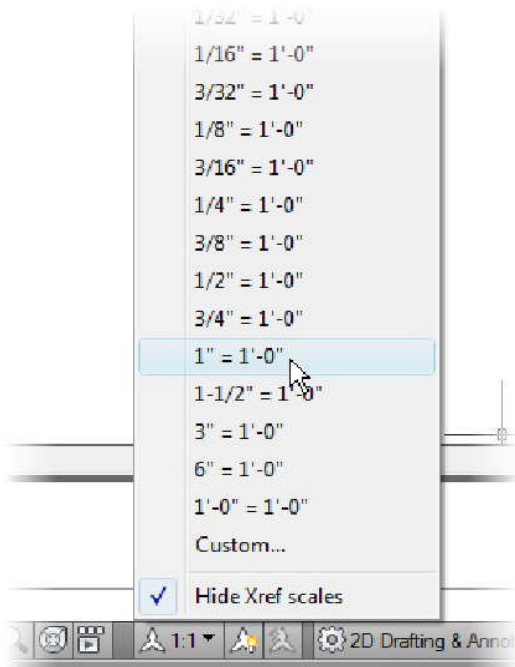 1/32" = 1'-0"
1/16" = 1'-0"
3/32" = 1'-0"
1/8" = 1'-0"
3/16" = 1'-0"
1/4" = 1'-0"
3/8" = 1'-0"
1/2" = 1'-0"
3/4" = 1'-0"
1" = 1'-0"
1-1/2" = 1'-0"
3" = 1'-0"
6" = 1'-0"
1'-0" = 1'-0"
Custom...
Hide Xref scales
1:1 2D Drafting & Anno